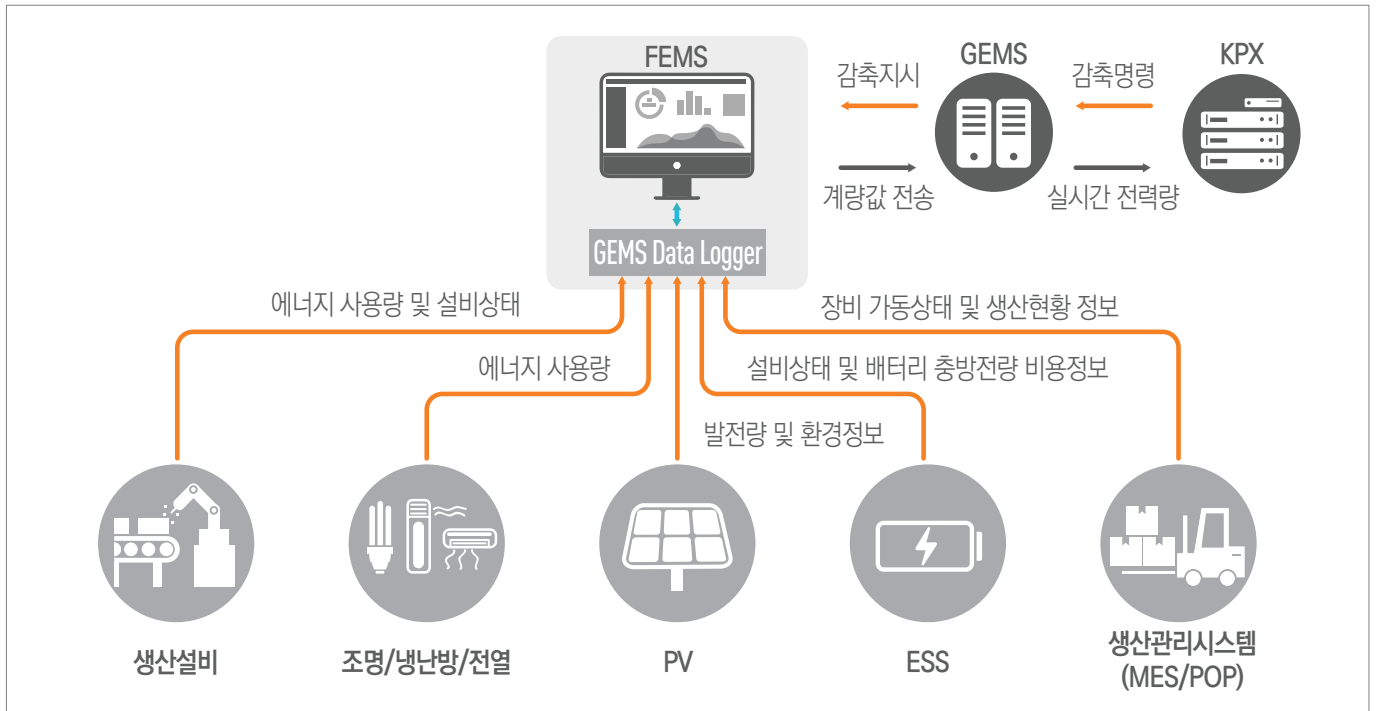 FEMS
GEMS
KPX
감축지시
감축명령
계량값 전송
실시간 전력량
GEMS Data Logger
에너지 사용량 및 설비상태
장비 가동상태 및 생산현황 정보
에너지 사용량
설비상태 및 배터리 충방전량 비용정보
발전량 및 환경정보
생산설비
조명/냉난방/전열
PV
ESS
생산관리시스템
(MES/POP)